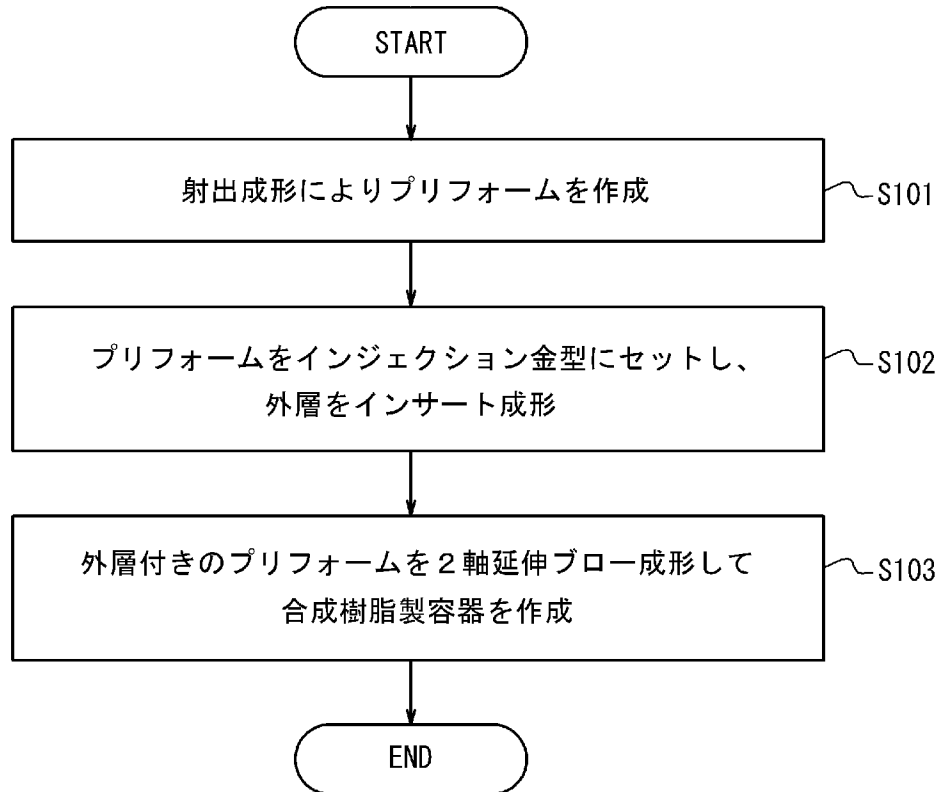 START
射出成形によりプリフォームを作成
S101
プリフォームをインジェクション金型にセットし、
外層をインサート成形
S102
外層付きのプリフォームを２軸延伸ブロー成形して
合成樹脂製容器を作成
S103
END